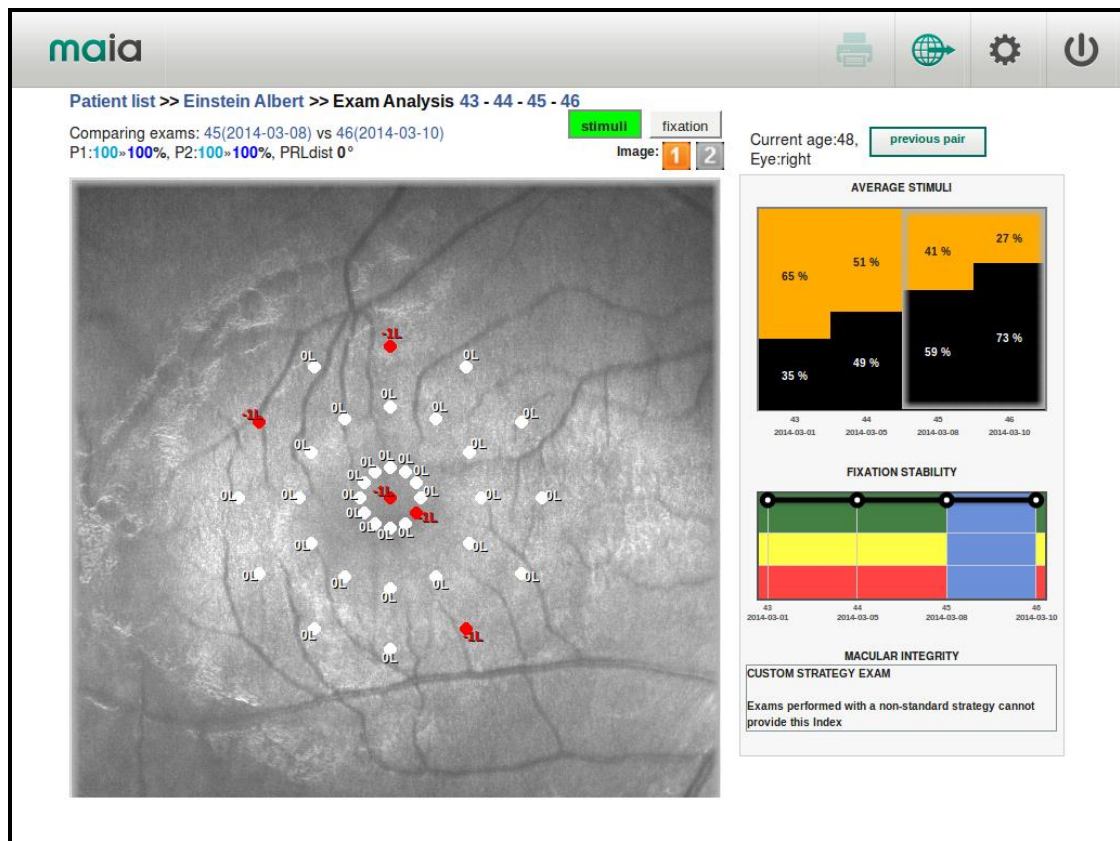 maia
Patient list >> Einstein Albert >> Exam Analysis 43 - 44 - 45 - 46
Comparing exams: 45(2014-03-08) vs 46(2014-03-10)
P1:100»100%, P2:100»100%, PRLdist 0°
stimuli fixation
Image: 1 2
Current age:48,
Eye:right
previous pair
-1L
0L 0L
0L
-1L 0L 0L 0L
0L 0L
0L 0L 0L
0L 0L
0L 0L 0L -1L 0L 0L 0L
0L -1L
0L 0L 0L
0L 0L
0L 0L
0L 0L
0L
0L -1L
0L
AVERAGE STIMULI
65 % 51 % 41 % 27 %
35 % 49 % 59 % 73 %
43 44 45 46
2014-03-01 2014-03-05 2014-03-08 2014-03-10
FIXATION STABILITY
43 44 45 46
2014-03-01 2014-03-05 2014-03-08 2014-03-10
MACULAR INTEGRITY
CUSTOM STRATEGY EXAM
Exams performed with a non-standard strategy cannot
provide this Index